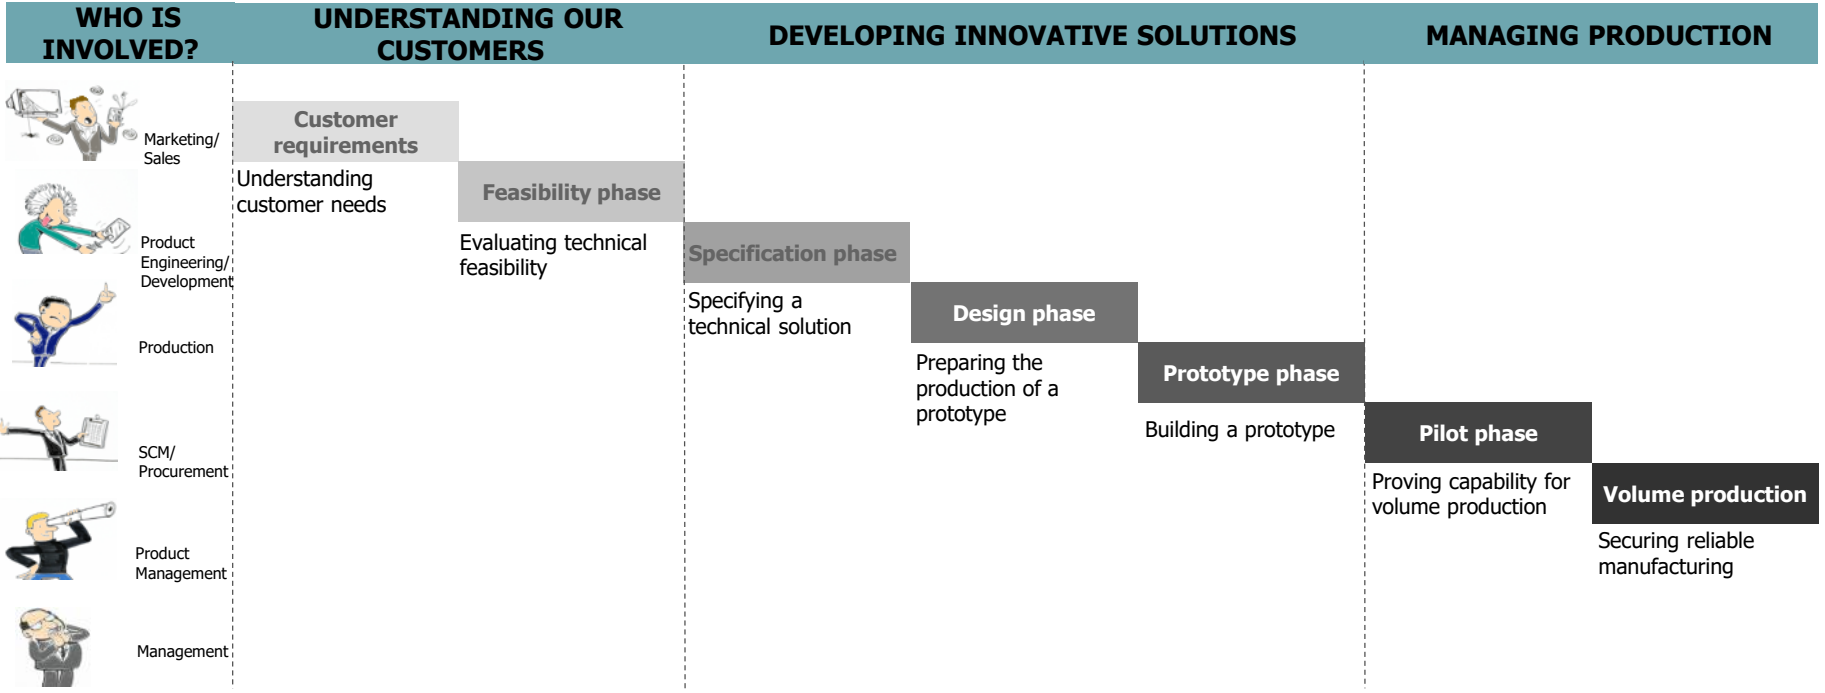 WHO IS
INVOLVED?
UNDERSTANDING OUR
CUSTOMERS
DEVELOPING INNOVATIVE SOLUTIONS
MANAGING PRODUCTION
Marketing/
Sales
Product
Engineering/
Development
Production
SCM/
Procurement
Product
Management
Management
Customer
requirements
Understanding
customer needs
Feasibility phase
Evaluating technical
feasibility
Specification phase
Specifying a
technical solution
Design phase
Preparing the
production of a
prototype
Prototype phase
Building a prototype
Pilot phase
Proving capability for
volume production
Volume production
Securing reliable
manufacturing